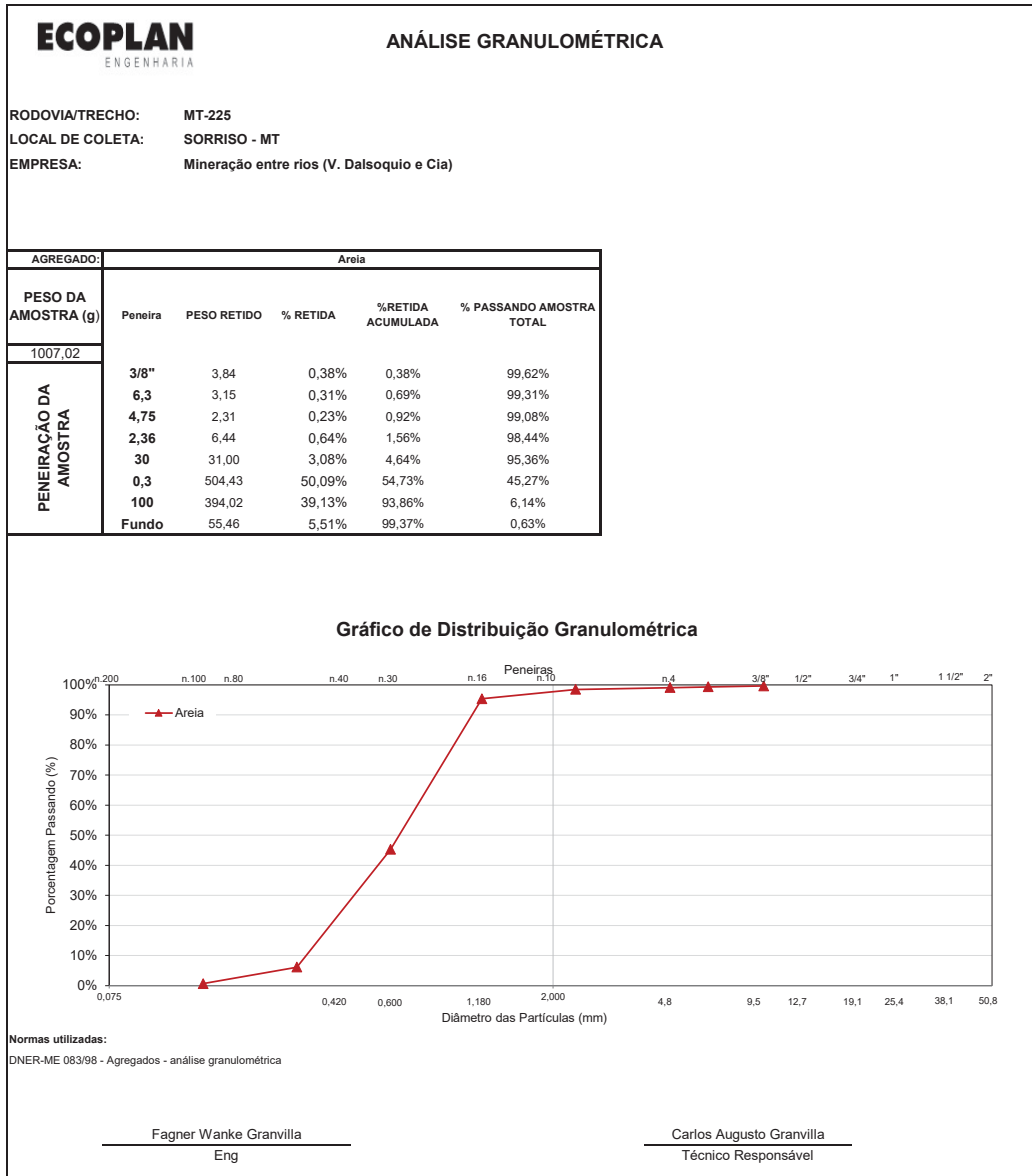 ECOPLAN
ENGENHARIA
ANÁLISE GRANULOMÉTRICA
RODOVIA/TRECHO: MT-225
LOCAL DE COLETA: SORRISO - MT
EMPRESA: Mineração entre rios (V. Dalsoquio e Cia)
AGREGADO: Areia
PESO DA AMOSTRA (g) Peneira PESO RETIDO % RETIDA %RETIDA ACUMULADA % PASSANDO AMOSTRA TOTAL
1007,02
PENEIRAÇÃO DA AMOSTRA
3/8" 3,84 0,38% 0,38% 99,62%
6,3 3,15 0,31% 0,69% 99,31%
4,75 2,31 0,23% 0,92% 99,08%
2,36 6,44 0,64% 1,56% 98,44%
30 31,00 3,08% 4,64% 95,36%
0,3 504,43 50,09% 54,73% 45,27%
100 394,02 39,13% 93,86% 6,14%
Fundo 55,46 5,51% 99,37% 0,63%
Gráfico de Distribuição Granulométrica
Peneiras
n.200 n.100 n.80 n.40 n.30 n.16 n.10 n.4 3/8" 1/2" 3/4" 1" 1 1/2" 2"
Areia
Porcentagem Passando (%)
100%
90%
80%
70%
60%
50%
40%
30%
20%
10%
0%
0,075 0,420 0,600 1,180 2,000 4,8 9,5 12,7 19,1 25,4 38,1 50,8
Diâmetro das Partículas (mm)
Normas utilizadas:
DNER-ME 083/98 - Agregados - análise granulométrica
Fagner Wanke Granvilla Carlos Augusto Granvilla
Eng Técnico Responsável